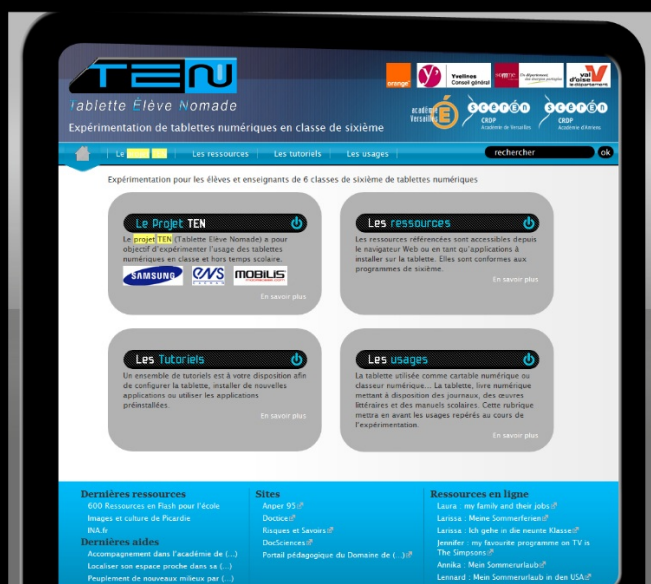 TEN
Tablette Élève Nomade
Expérimentation de tablettes numériques en classe de sixième
orange
Yvelines
Conseil général
val d'oise
le département
académie
Versailles
SCÉRÉN
CRDP
Académie de Versailles
SCÉRÉN
CRDP
Académie d'Amiens
Le
Les ressources
Les tutoriels
Les usages
rechercher
ok
Expérimentation pour les élèves et enseignants de 6 classes de sixième de tablettes numériques
Le Projet TEN
Le projet TEN (Tablette Elève Nomade) a pour
objectif d'expérimenter l'usage des tablettes
numériques en classe et hors temps scolaire.
SAMSUNG
MOBILIS
En savoir plus
Les ressources
Les ressources référencées sont accessibles depuis
le navigateur Web ou en tant qu'applications à
installer sur la tablette. Elles sont conformes aux
programmes de sixième.
En savoir plus
Les Tutoriels
Un ensemble de tutoriels est à votre disposition afin
de configurer la tablette, installer de nouvelles
applications ou utiliser les applications
préinstallées.
En savoir plus
Les usages
La tablette utilisée comme cartable numérique ou
classeur numérique... La tablette, livre numérique
mettant à disposition des journaux, des œuvres
littéraires et des manuels scolaires. Cette rubrique
mettra en avant les usages repérés au cours de
l'expérimentation.
En savoir plus
Dernières ressources
600 Ressources en Flash pour l'école
Images et culture de Picardie
INA.fr
Dernières aides
Accompagnement dans l'académie de (...)
Localiser son espace proche dans sa (...)
Peuplement de nouveaux milieux par (...)
Sites
Anper 95
Doctice
Risques et Savoirs
DocSciences
Portail pédagogique du Domaine de (...)
Ressources en ligne
Laura : my family and their jobs
Larissa : Meine Sommerferien
Larissa : Ich gehe in die neunte Klasse
Jennifer : my favourite programme on TV is
The Simpsons
Annika : Mein Sommerurlaub
Lennard : Mein Sommerurlaub in den USA